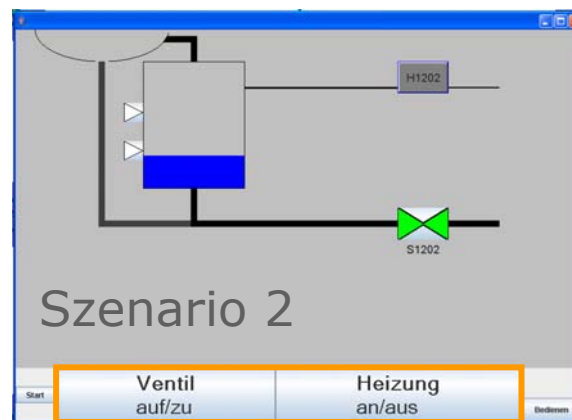 H1202
S1202
Szenario 2
Ventil
auf/zu
Heizung
an/aus
Start
Bedienen